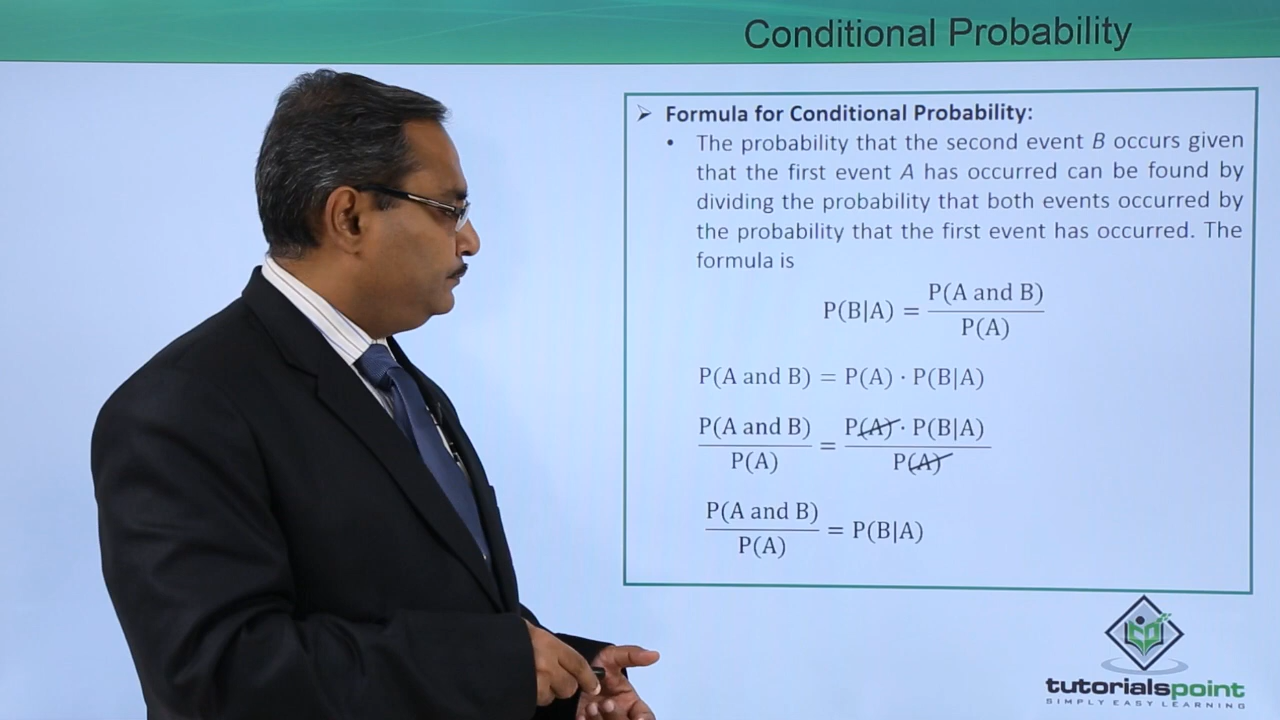 Conditional Probability
➢ Formula for Conditional Probability:
• The probability that the second event B occurs given
that the first event A has occurred can be found by
dividing the probability that both events occurred by
the probability that the first event has occurred. The
formula is
P(B|A) = P(A and B) / P(A)
P(A and B) = P(A) · P(B|A)
P(A and B) / P(A) = P(A) · P(B|A) / P(A)
P(A and B) / P(A) = P(B|A)
tutorialspoint
SIMPLY EASY LEARNING